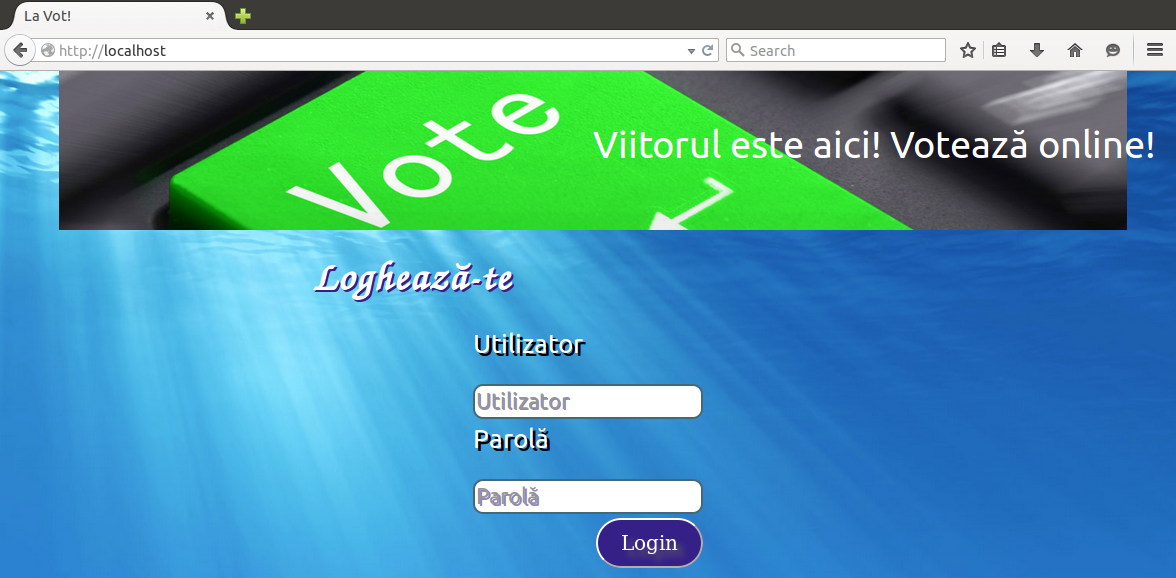 La Vot!
http://localhost
Search
Vote
Viitorul este aici! Votează online!
Loghează-te
Utilizator
Utilizator
Parolă
Parolă
Login